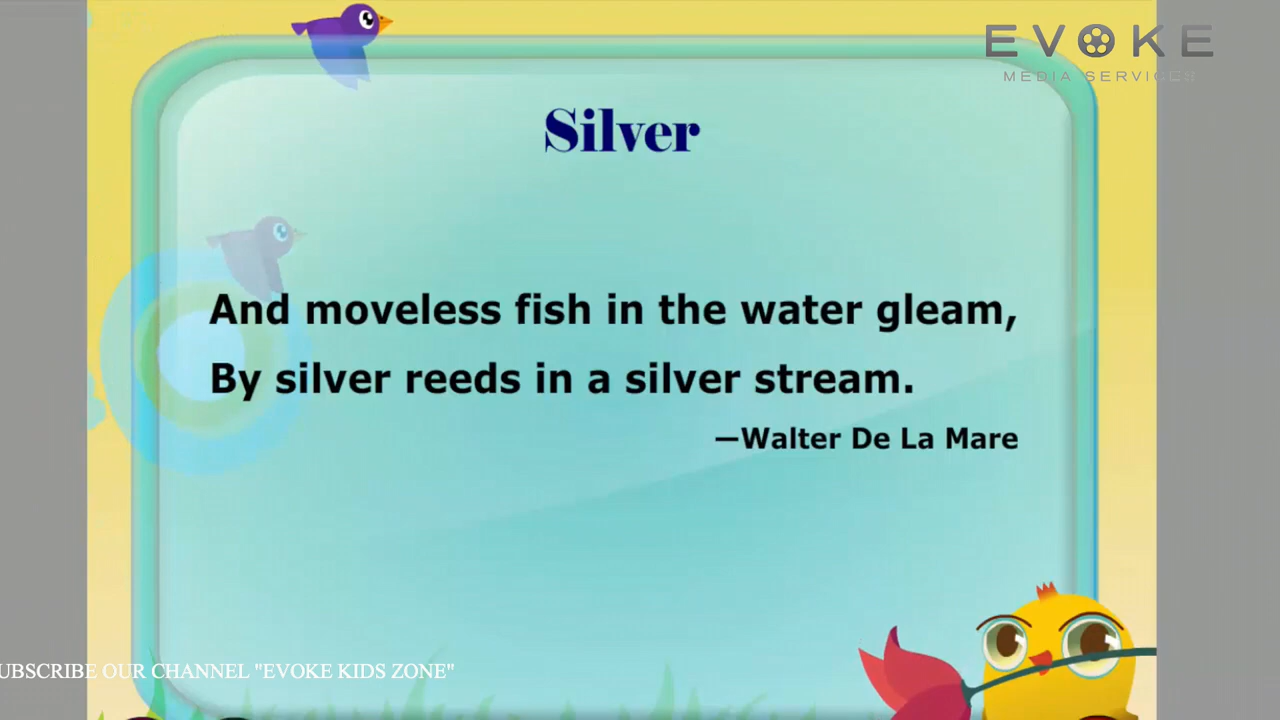 EVOKE
MEDIA SERVICES
Silver
And moveless fish in the water gleam,
By silver reeds in a silver stream.
—Walter De La Mare
UBSCRIBE OUR CHANNEL "EVOKE KIDS ZONE"